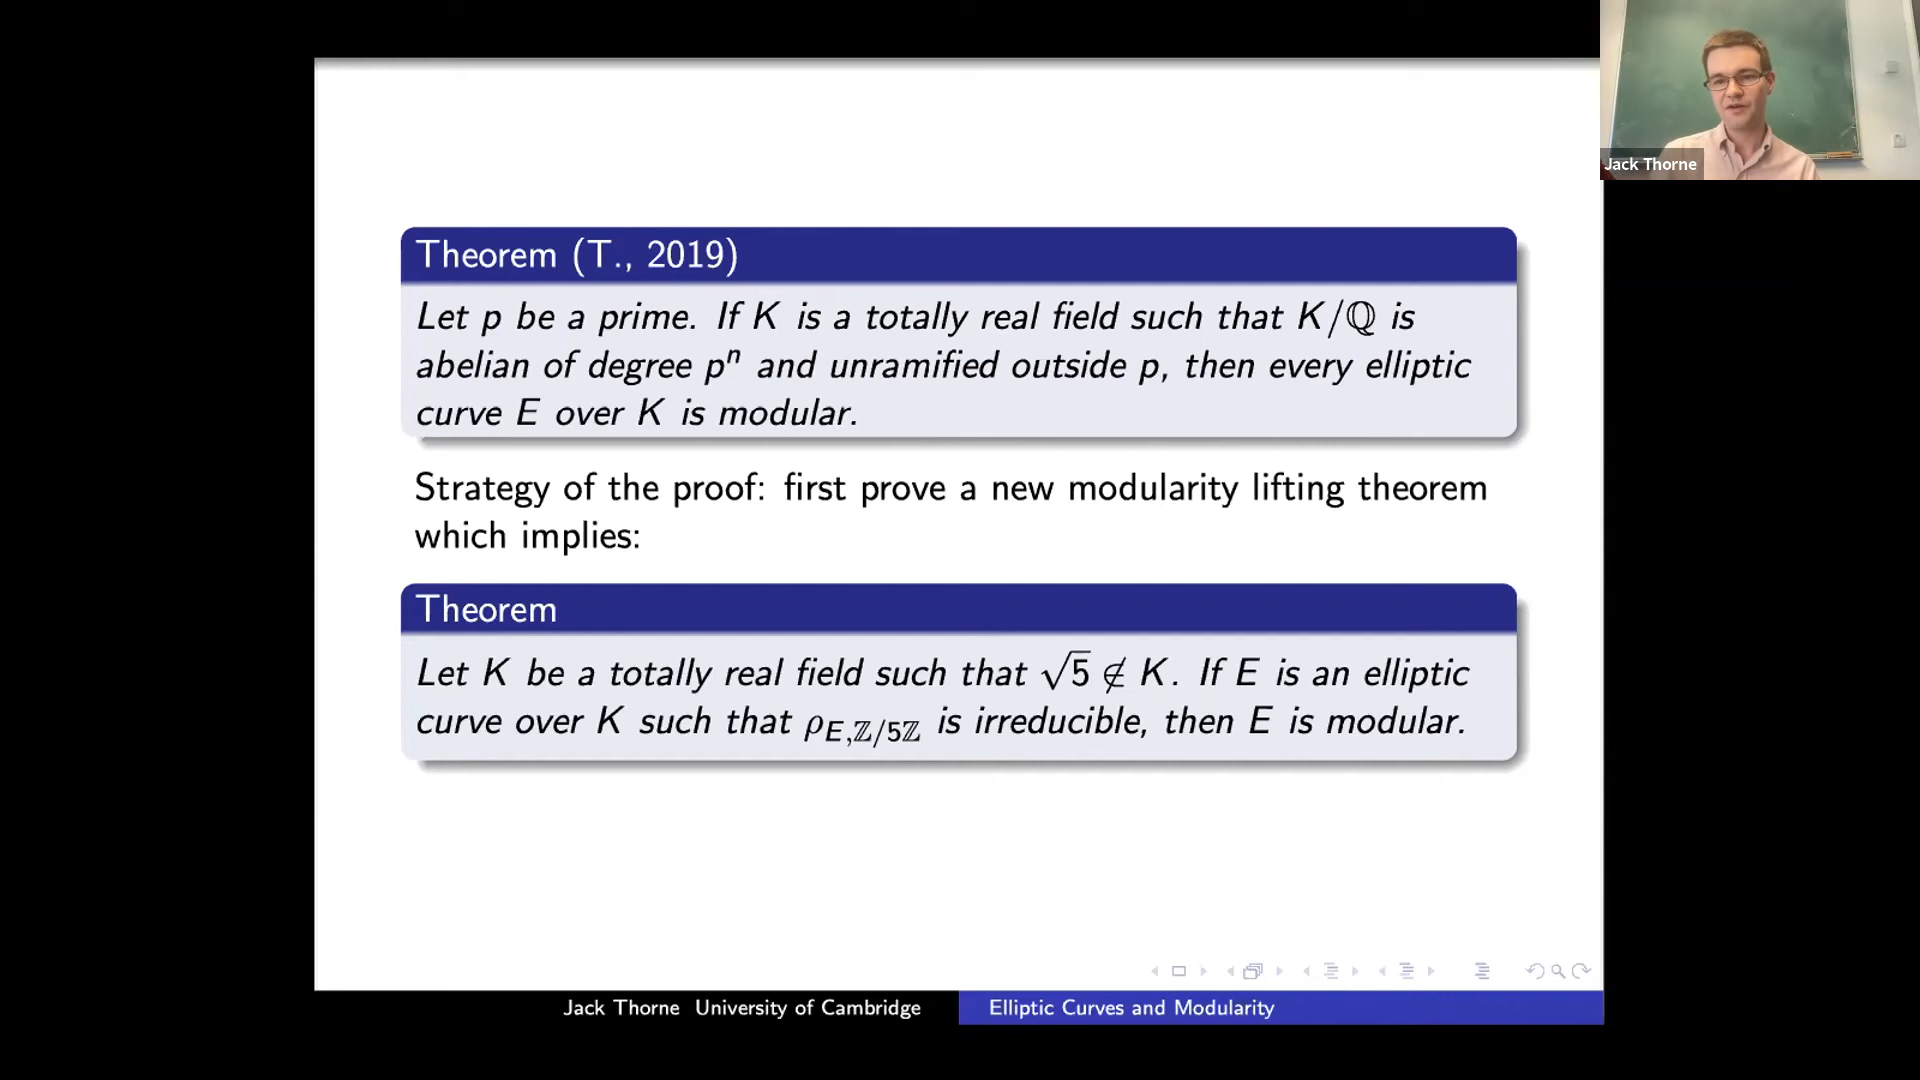 Jack Thorne
Theorem (T., 2019)
Let p be a prime. If K is a totally real field such that K/ℚ is
abelian of degree pⁿ and unramified outside p, then every elliptic
curve E over K is modular.
Strategy of the proof: first prove a new modularity lifting theorem
which implies:
Theorem
Let K be a totally real field such that √5 ∉ K. If E is an elliptic
curve over K such that ρ_{E,ℤ/5ℤ} is irreducible, then E is modular.
Jack Thorne University of Cambridge
Elliptic Curves and Modularity